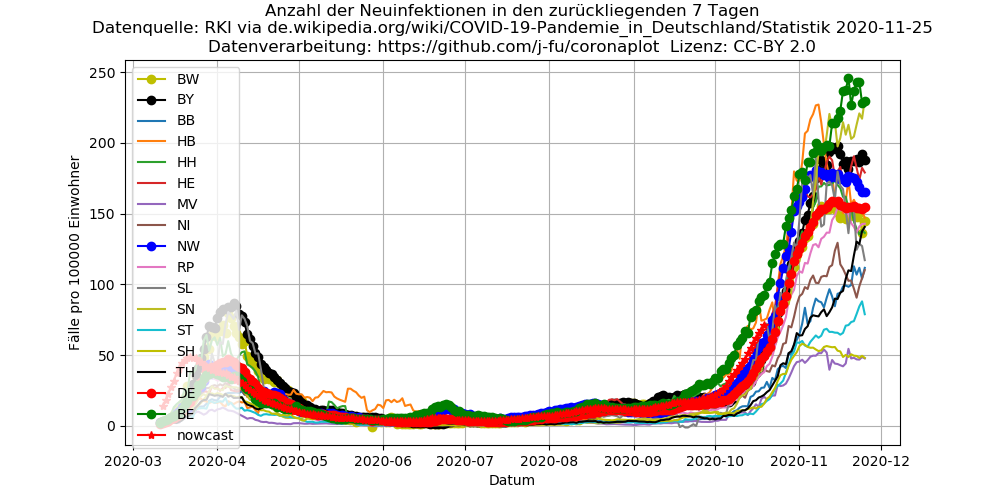 Anzahl der Neuinfektionen in den zurückliegenden 7 Tagen
Datenquelle: RKI via de.wikipedia.org/wiki/COVID-19-Pandemie_in_Deutschland/Statistik 2020-11-25
Datenverarbeitung: https://github.com/j-fu/coronaplot  Lizenz: CC-BY 2.0
Fälle pro 100000 Einwohner
250
200
150
100
50
0
BW
BY
BB
HB
HH
HE
MV
NI
NW
RP
SL
SN
ST
SH
TH
DE
BE
nowcast
2020-03 2020-04 2020-05 2020-06 2020-07 2020-08 2020-09 2020-10 2020-11 2020-12
Datum